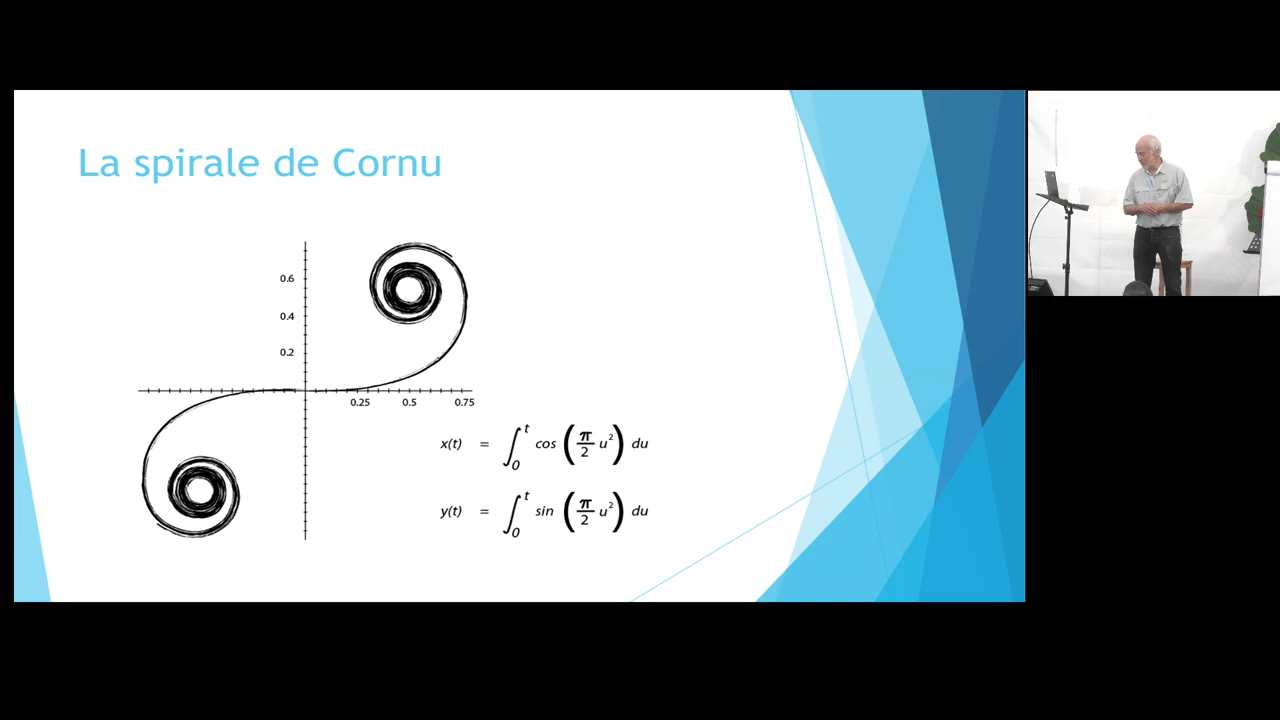 La spirale de Cornu
0.6
0.4
0.2
0.25 0.5 0.75
x(t) = ∫₀ᵗ cos (π/2 u²) du
y(t) = ∫₀ᵗ sin (π/2 u²) du